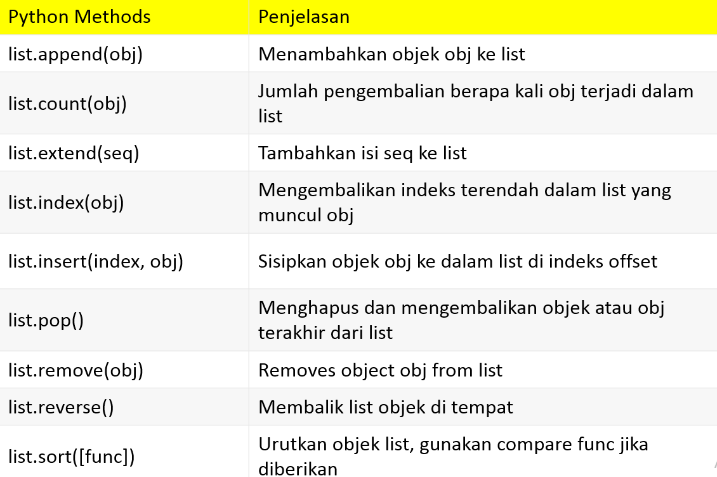 Python Methods Penjelasan
list.append(obj) Menambahkan objek obj ke list
list.count(obj) Jumlah pengembalian berapa kali obj terjadi dalam
list
list.extend(seq) Tambahkan isi seq ke list
list.index(obj) Mengembalikan indeks terendah dalam list yang
muncul obj
list.insert(index, obj) Sisipkan objek obj ke dalam list di indeks offset
list.pop() Menghapus dan mengembalikan objek atau obj
terakhir dari list
list.remove(obj) Removes object obj from list
list.reverse() Membalik list objek di tempat
list.sort([func]) Urutkan objek list, gunakan compare func jika
diberikan